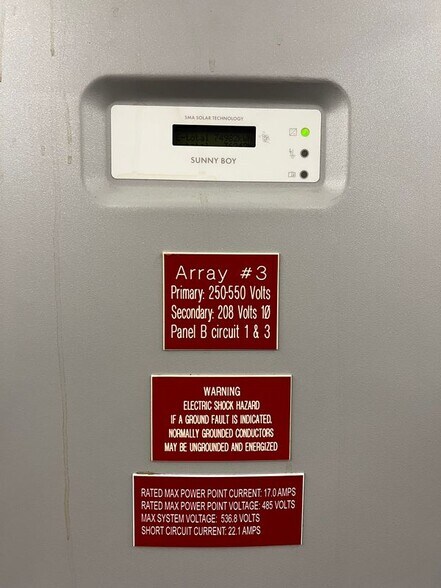 SMA SOLAR TECHNOLOGY
SUNNY BOY
Array #3
Primary: 250-550 Volts
Secondary: 208 Volts 1Ø
Panel B circuit 1 & 3
WARNING
ELECTRIC SHOCK HAZARD
IF A GROUND FAULT IS INDICATED.
NORMALLY GROUNDED CONDUCTORS
MAY BE UNGROUNDED AND ENERGIZED
RATED MAX POWER POINT CURRENT: 17.0 AMPS
RATED MAX POWER POINT VOLTAGE: 485 VOLTS
MAX SYSTEM VOLTAGE: 536.8 VOLTS
SHORT CIRCUIT CURRENT: 22.1 AMPS